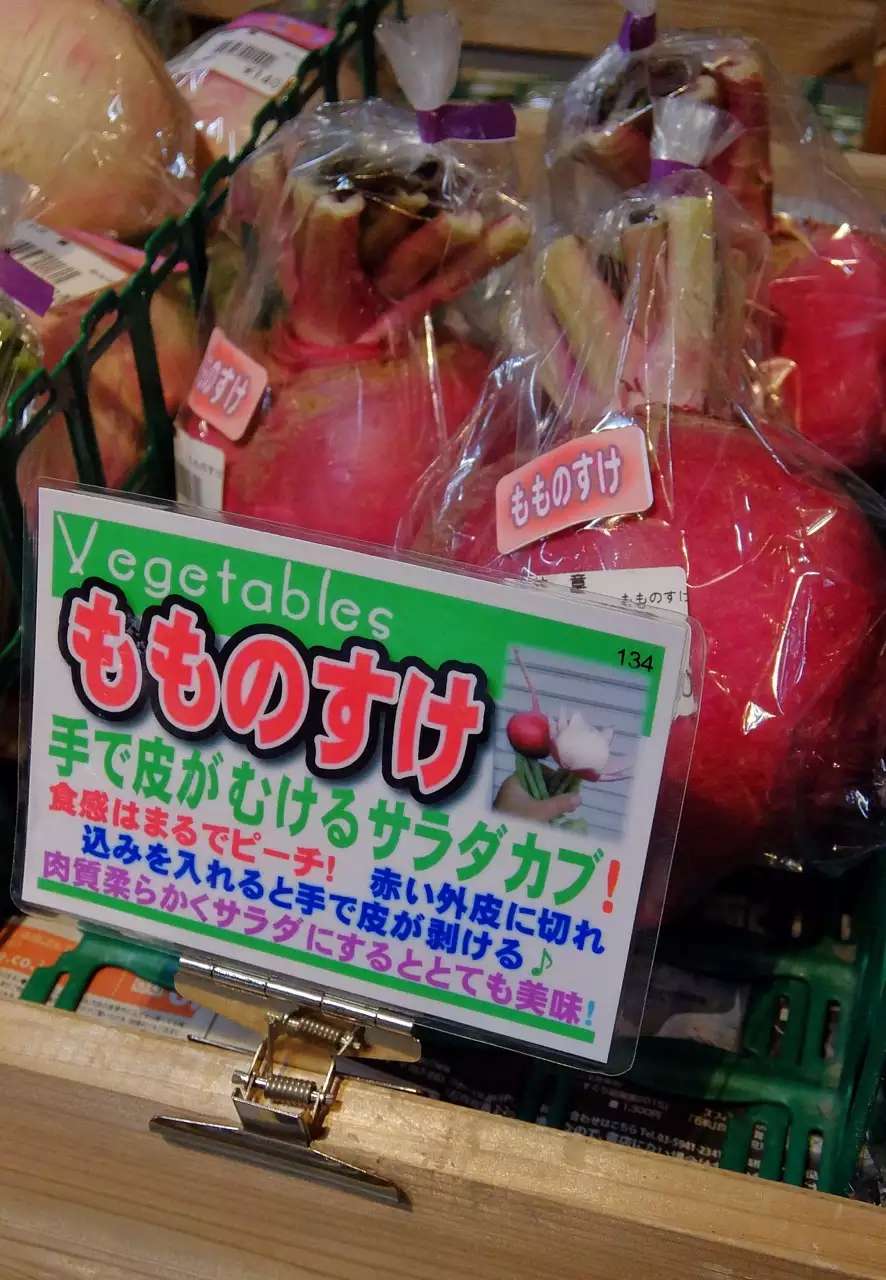 ¥140
のすけ
もものすけ
もものすけ
Vegetables
134
もものすけ
手で皮がむけるサラダカブ!
食感はまるでピーチ! 赤い外皮に切れ
込みを入れると手で皮が剥ける♪
肉質柔らかくサラダにするととても美味!